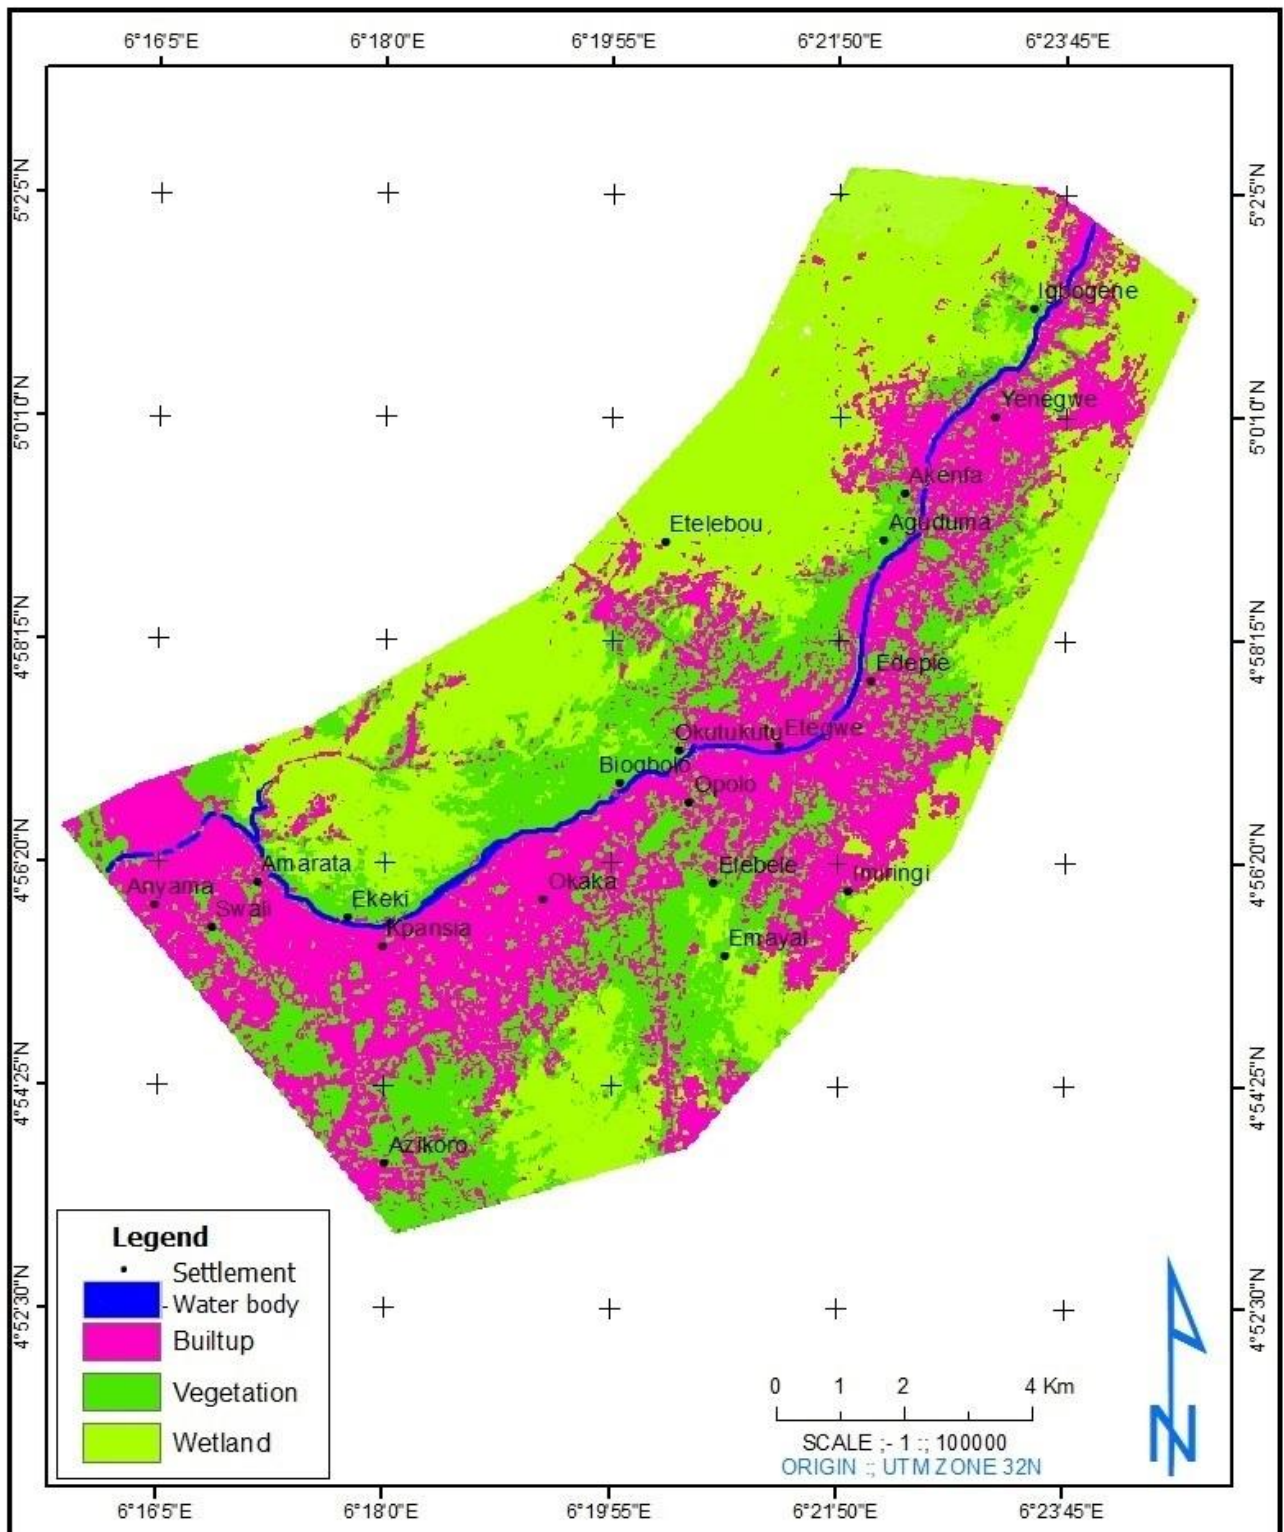 6°16'5"E 6°18'0"E 6°19'55"E 6°21'50"E 6°23'45"E
5°2'5"N
5°2'5"N
Igbogene
Yenegwe
5°0'10"N
5°0'10"N
Akenfa
Etelebou
Aguduma
4°58'15"N
4°58'15"N
Edepie
Okutukutu
Etegwe
Biogbolo
Opolo
4°56'20"N
4°56'20"N
Amarata
Anyama
Okaka
Ekeki
Swali
Kpansia
Emayal
4°54'25"N
4°54'25"N
Azikoro
Legend
Settlement
Water body
Builtup
Vegetation
Wetland
4°52'30"N
4°52'30"N
0 1 2 4 Km
SCALE ;- 1 :; 100000
ORIGIN :; UTM ZONE 32N
N
6°16'5"E 6°18'0"E 6°19'55"E 6°21'50"E 6°23'45"E